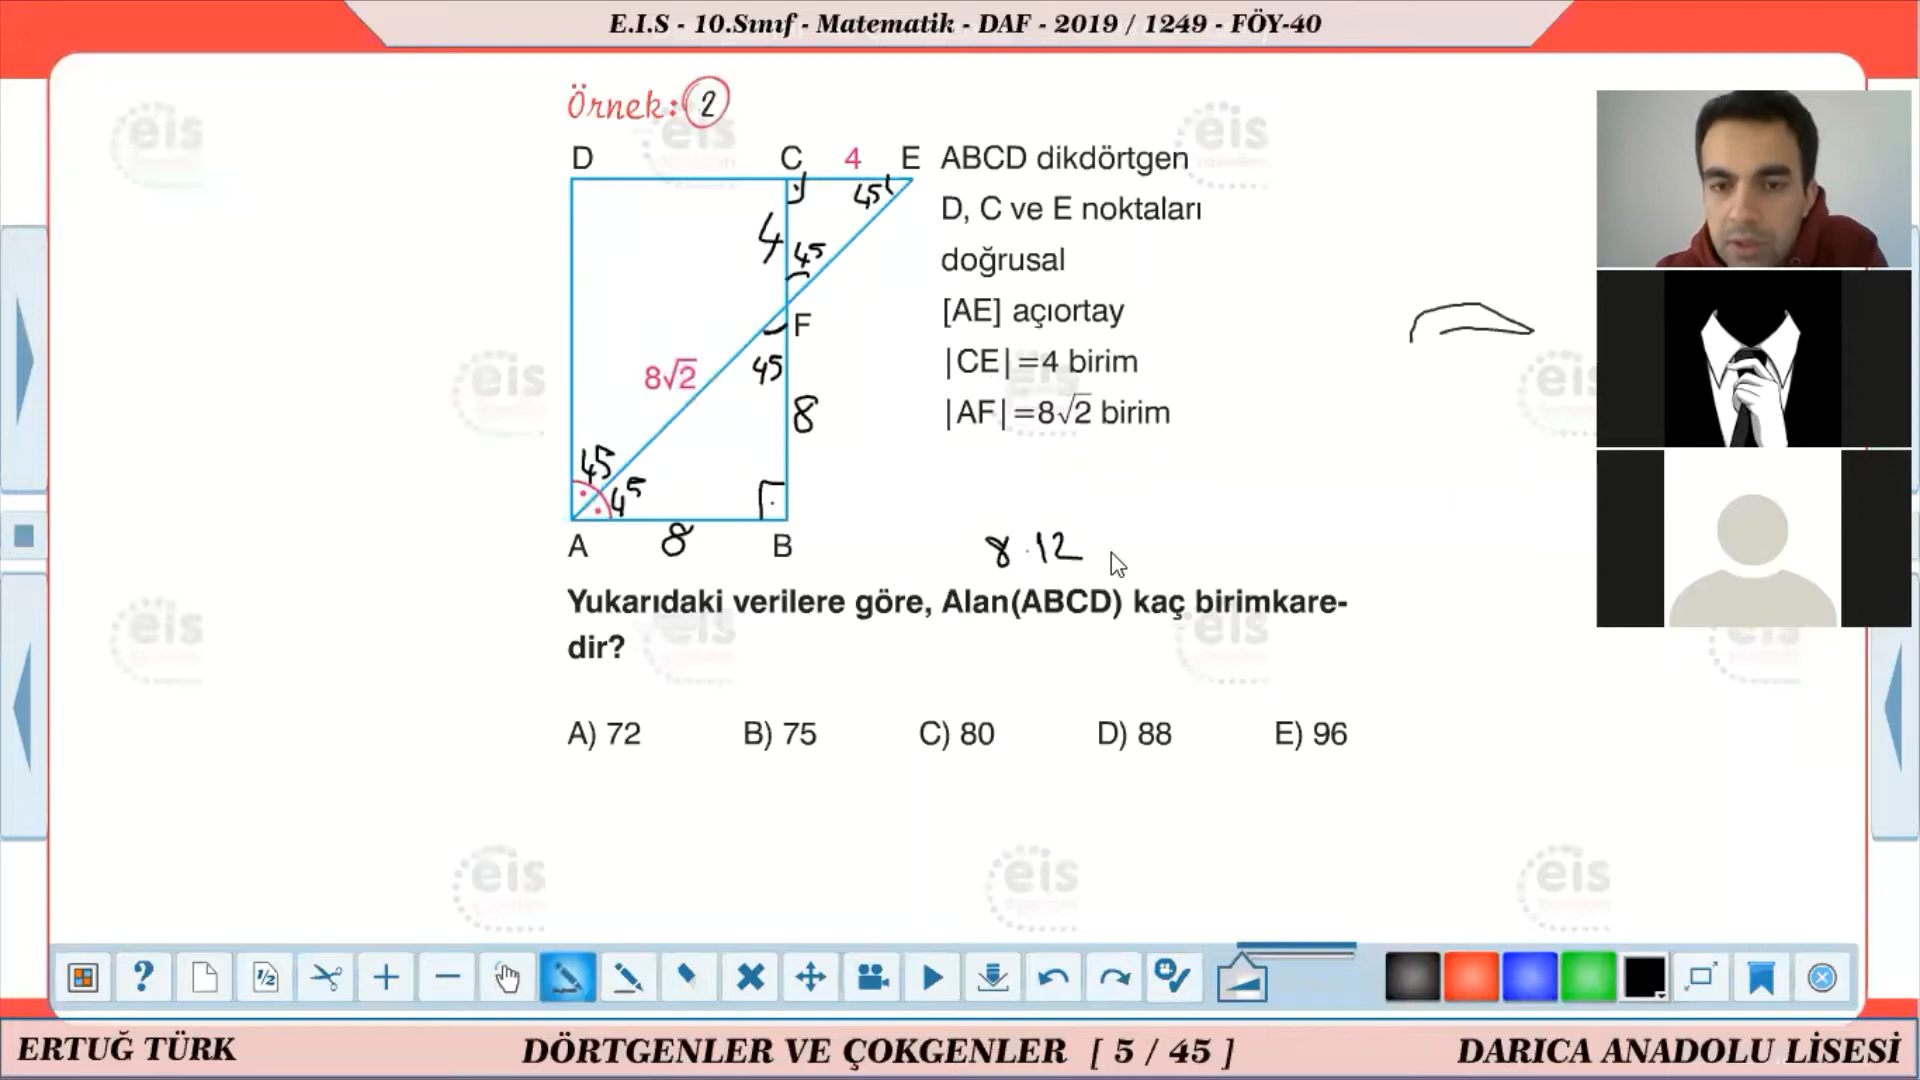 E.I.S - 10.Sınıf - Matematik - DAF - 2019 / 1249 - FÖY-40
Örnek: 2
D C 4 E
45
4
45
F
45
8√2
8
45
45
A 8 B
ABCD dikdörtgen
D, C ve E noktaları
doğrusal
[AE] açıortay
|CE|=4 birim
|AF|=8√2 birim
8.12
Yukarıdaki verilere göre, Alan(ABCD) kaç birimkare-
dir?
A) 72 B) 75 C) 80 D) 88 E) 96
? 1/2
ERTUĞ TÜRK DÖRTGENLER VE ÇOKGENLER [ 5 / 45 ] DARICA ANADOLU LİSESİ
eis